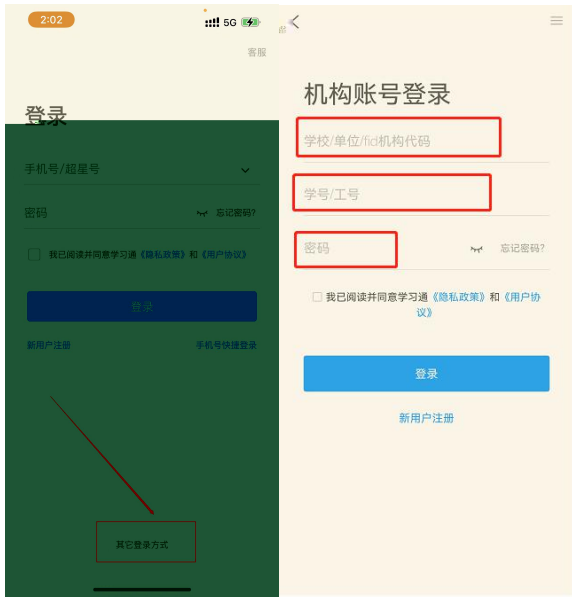 2:02
5G
客服
登录
手机号/超星号
密码
忘记密码?
我已阅读并同意学习通《隐私政策》和《用户协议》
登录
新用户注册
手机号快捷登录
其它登录方式
机构账号登录
学校/单位/fid机构代码
学号/工号
密码
忘记密码?
我已阅读并同意学习通《隐私政策》和《用户协
议》
登录
新用户注册